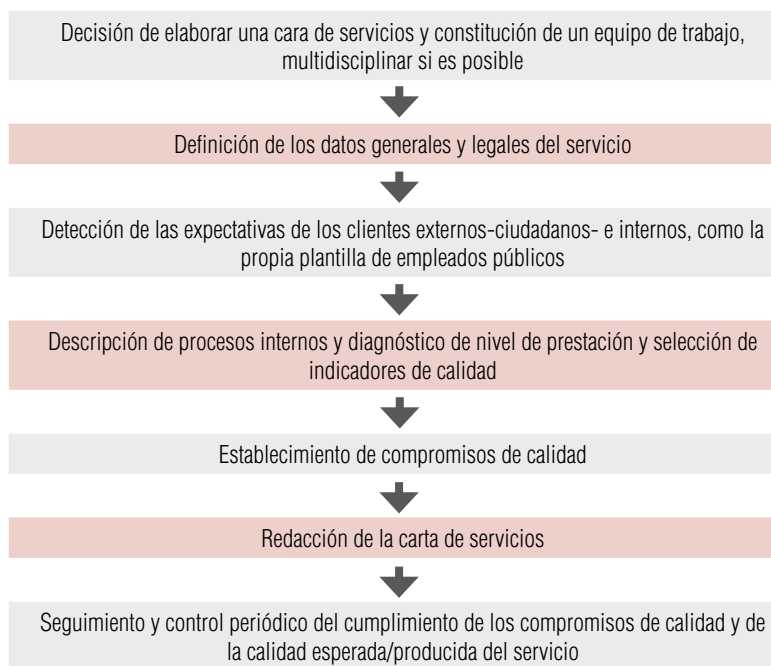 Decisión de elaborar una cara de servicios y constitución de un equipo de trabajo,
multidisciplinar si es posible
Definición de los datos generales y legales del servicio
Detección de las expectativas de los clientes externos-ciudadanos- e internos, como la
propia plantilla de empleados públicos
Descripción de procesos internos y diagnóstico de nivel de prestación y selección de
indicadores de calidad
Establecimiento de compromisos de calidad
Redacción de la carta de servicios
Seguimiento y control periódico del cumplimiento de los compromisos de calidad y de
la calidad esperada/producida del servicio